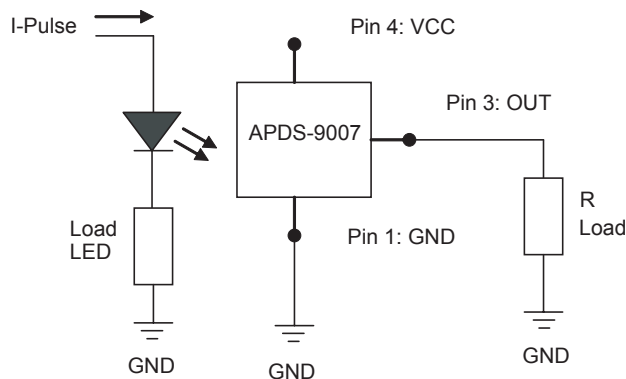 I-Pulse
Pin 4: VCC
APDS-9007
Pin 3: OUT
Load
LED
Pin 1: GND
R
Load
GND
GND
GND